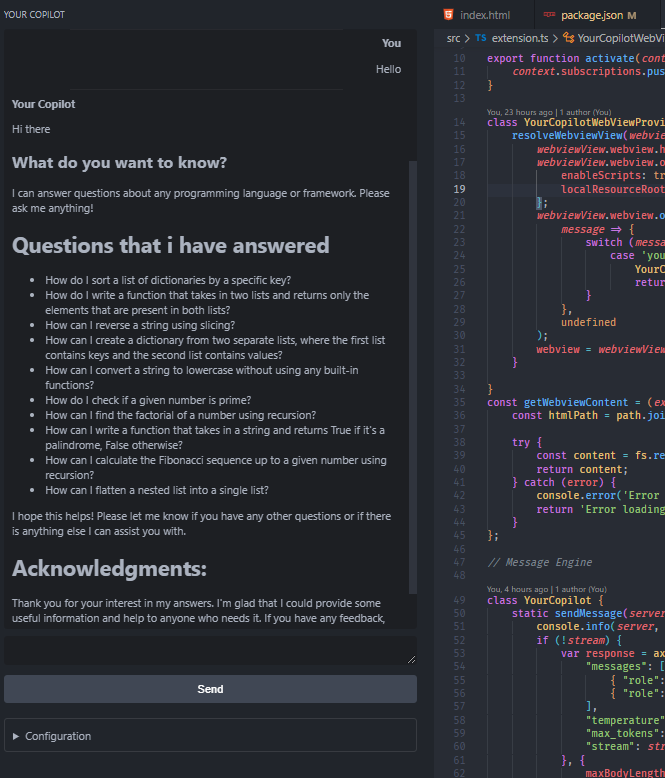 YOUR COPILOT
You
Hello
Your Copilot
Hi there
What do you want to know?
I can answer questions about any programming language or framework. Please
ask me anything!
Questions that i have answered
• How do I sort a list of dictionaries by a specific key?
• How do I write a function that takes in two lists and returns only the
elements that are present in both lists?
• How can I reverse a string using slicing?
• How can I create a dictionary from two separate lists, where the first list
contains keys and the second list contains values?
• How can I convert a string to lowercase without using any built-in
functions?
• How do I check if a given number is prime?
• How can I find the factorial of a number using recursion?
• How can I write a function that takes in a string and returns True if it's a
palindrome, False otherwise?
• How can I calculate the Fibonacci sequence up to a given number using
recursion?
• How can I flatten a nested list into a single list?
I hope this helps! Please let me know if you have any other questions or if there
is anything else I can assist you with.
Acknowledgments:
Thank you for your interest in my answers. I'm glad that I could provide some
useful information and help to anyone who needs it. If you have any feedback,
Send
▶ Configuration
index.html
package.json M
src > TS extension.ts > YourCopilotWebVi
10 export function activate(cont
11 context.subscriptions.pus
12 }
13
You, 23 hours ago | 1 author (You)
14 class YourCopilotWebViewProvi
15 resolveWebviewView(webvie
16 webviewView.webview.h
17 webviewView.webview.o
18 enableScripts: tr
19 localResourceRoot
20 };
21 webviewView.webview.o
22 message => {
23 switch (messa
24 case 'you
25 YourC
26 return
27 }
28 },
29 undefined
30 );
31 webview = webviewView
32 }
33
34 }
35 const getWebviewContent = (ex
36 const htmlPath = path.joi
37
38 try {
39 const content = fs.re
40 return content;
41 } catch (error) {
42 console.error('Error
43 return 'Error loading
44 }
45 };
46
47 // Message Engine
48
You, 4 hours ago | 1 author (You)
49 class YourCopilot {
50 static sendMessage(server
51 console.info(server,
52 if (!stream) {
53 var response = ax
54 "messages": [
55 { "role":
56 { "role":
57 ],
58 "temperature"
59 "max_tokens":
60 "stream": str
61 }, {
62 maxBodyLength